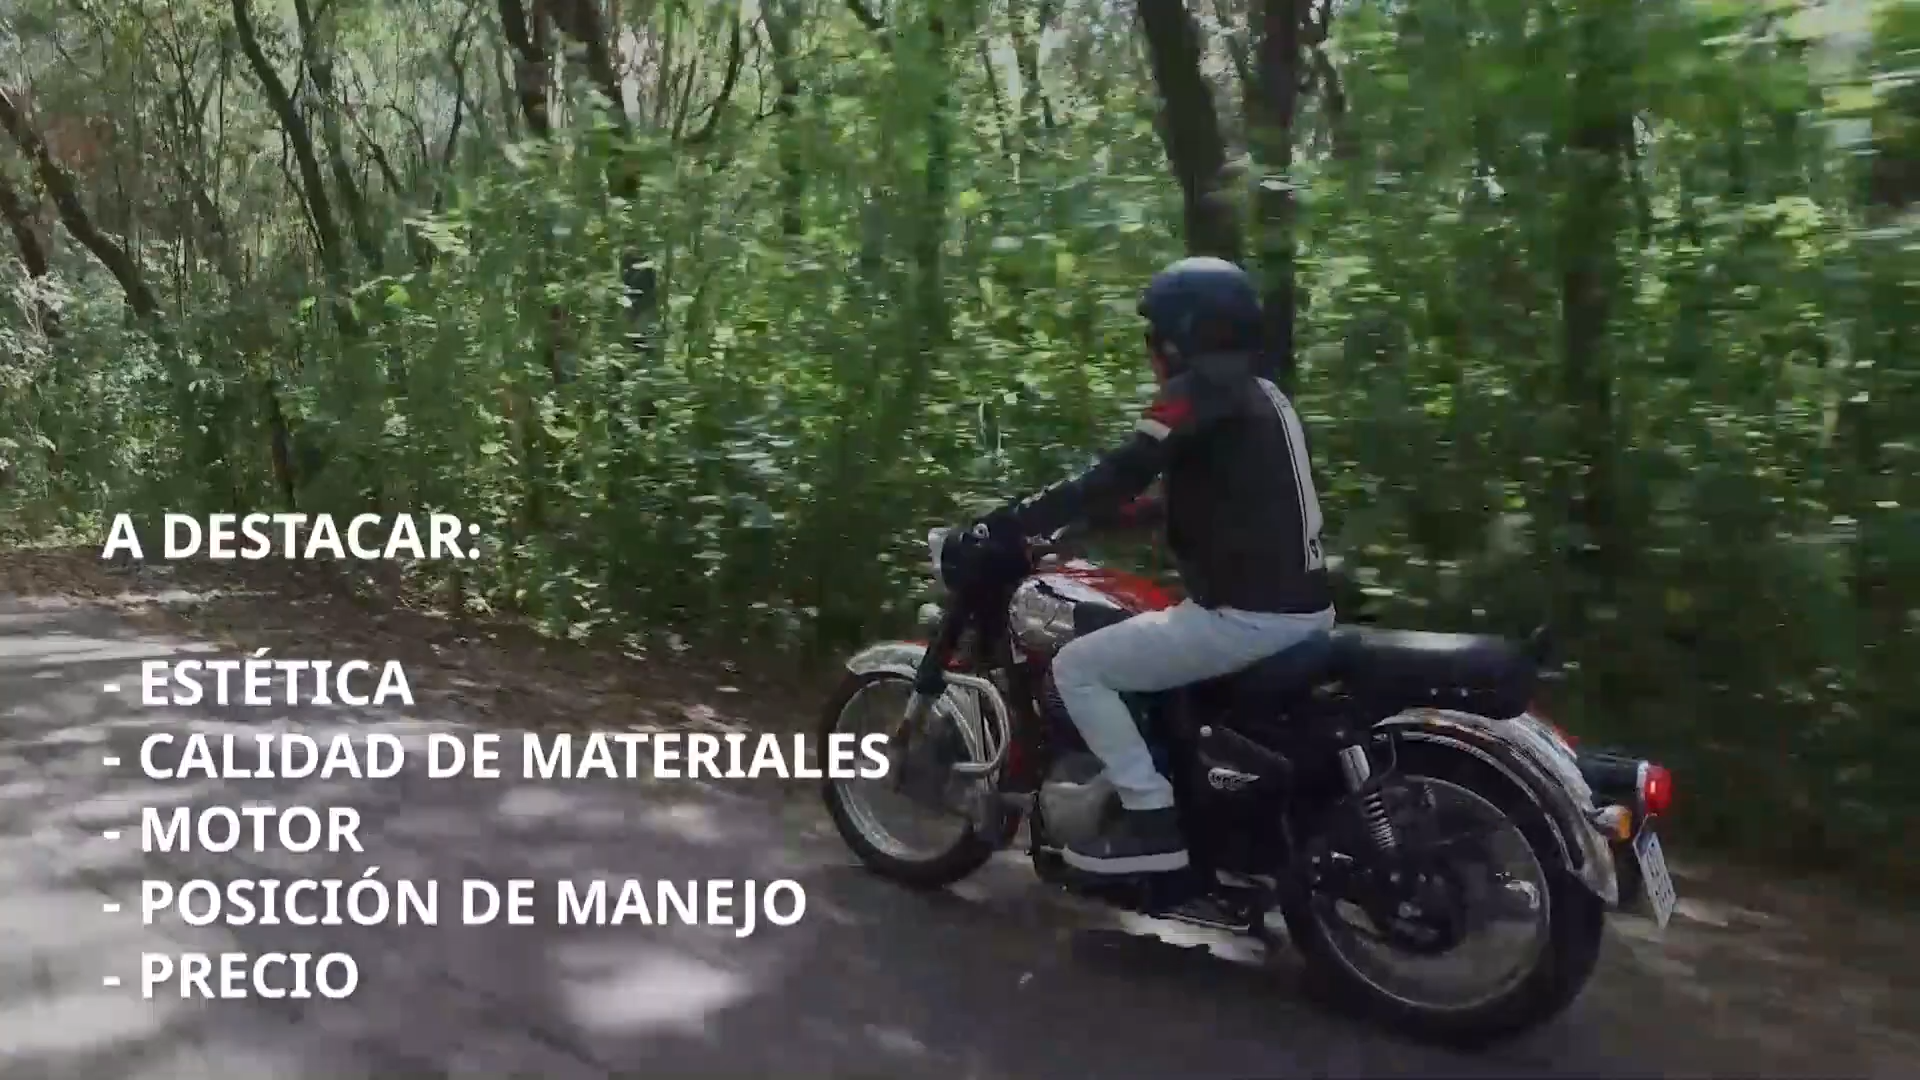 A DESTACAR:
- ESTÉTICA
- CALIDAD DE MATERIALES
- MOTOR
- POSICIÓN DE MANEJO
- PRECIO